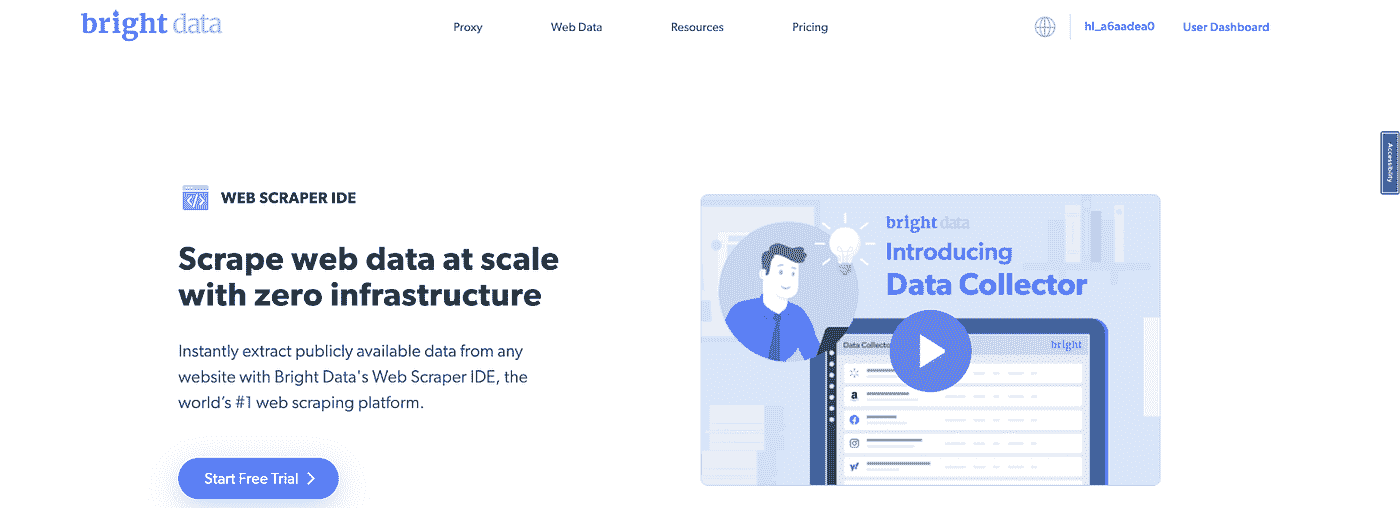 bright data
Proxy
Web Data
Resources
Pricing
hl_a6aadea0
User Dashboard
Accessibility
WEB SCRAPER IDE
Scrape web data at scale
with zero infrastructure
Instantly extract publicly available data from any
website with Bright Data's Web Scraper IDE, the
world's #1 web scraping platform.
Start Free Trial
bright data
Introducing
Data Collector
Data Collector
bright